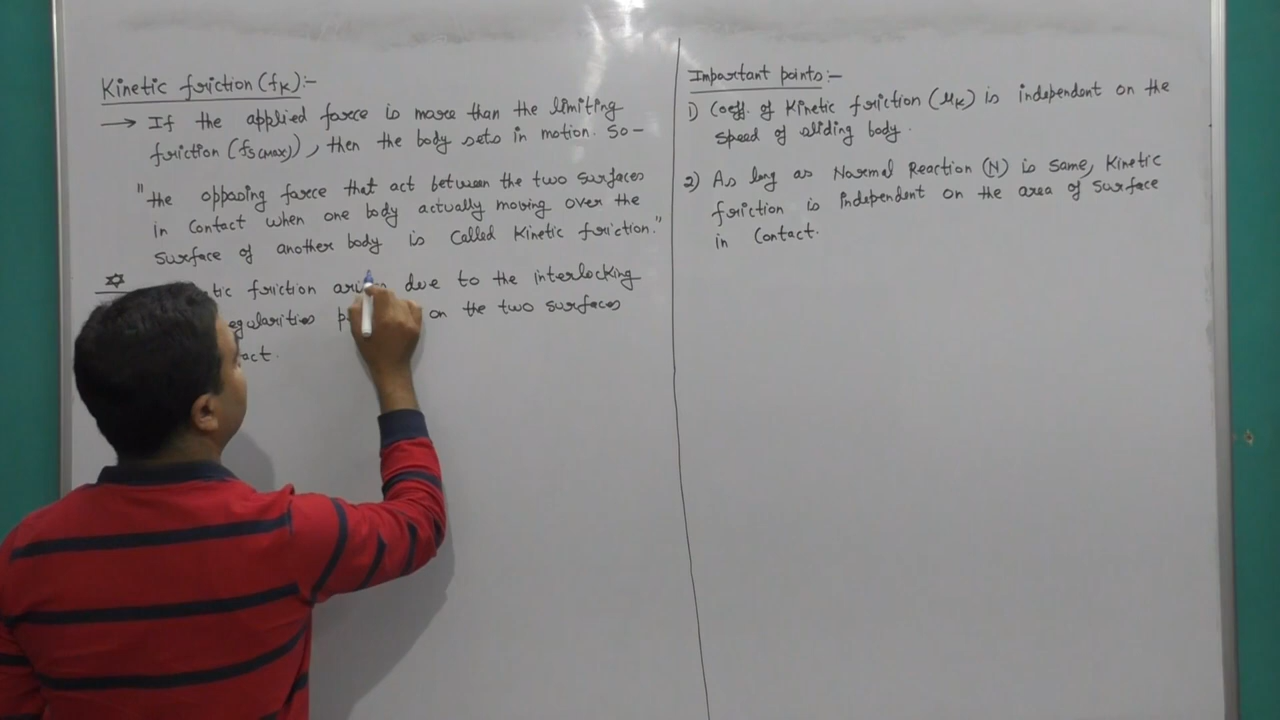 Kinetic friction (fK):-
→ If the applied force is more than the limiting
friction (fS(max)), then the body sets in motion. So-
"the opposing force that act between the two surfaces
in Contact when one body actually moving over the
surface of another body is Called Kinetic friction."
tic friction due to the interlocking
egularities on the two surfaces
act.
Important points:-
1) Coeff. of Kinetic friction (μK) is independent on the
speed of sliding body.
2) As long as Normal Reaction (N) is same, Kinetic
friction is independent on the area of surface
in Contact.